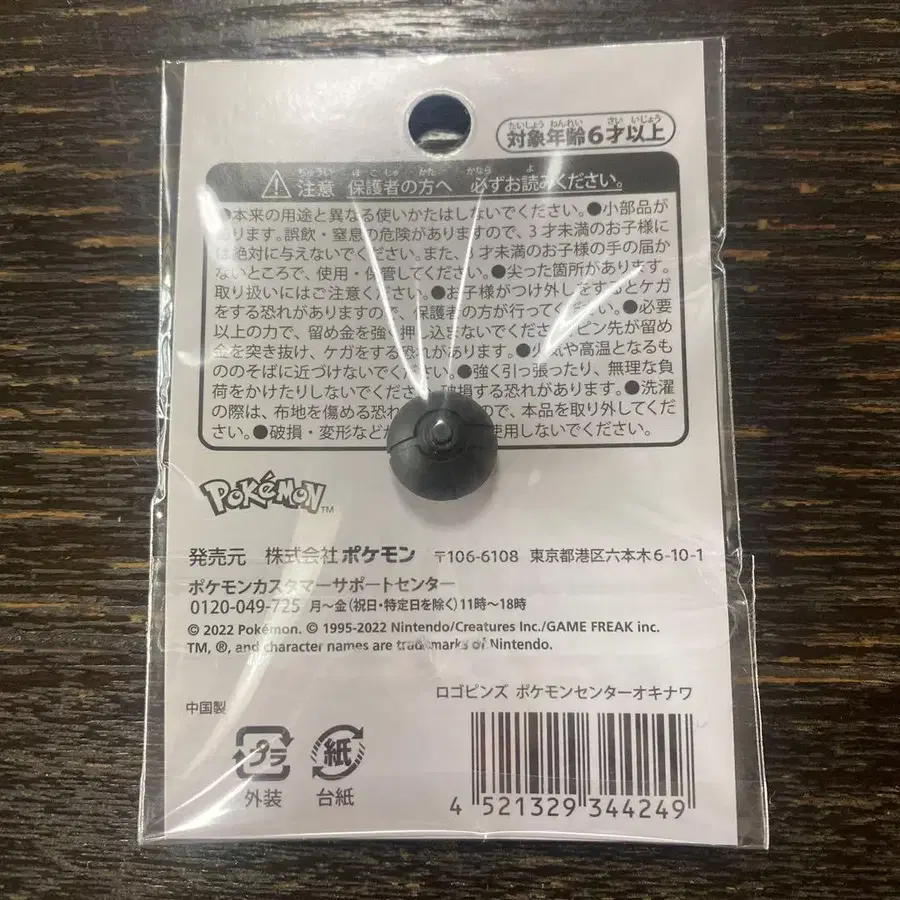 対象年齢6才以上
たいしょう ねんれい さい いじょう
注意 保護者の方へ 必ずお読みください。
ちゅうい ほごしゃ かた かなら よ
●本来の用途と異なる使いかたはしないでください。●小部品が
あります。誤飲・窒息の危険がありますので、3才未満のお子様に
は絶対に与えないでください。また、3才未満のお子様の手の届か
ないところで、使用・保管してください。●尖った箇所があります。
取り扱いにはご注意ください。●お子様がつけ外しをするとケガ
をする恐れがありますので、保護者の方が行ってください。●必要
以上の力で、留め金を強く押し込まないでください。ピン先が留め
金を突き抜け、ケガをする恐れがあります。●火気や高温となるも
ののそばに近づけないでください。●強く引っ張ったり、無理な負
荷をかけたりしないでください。破損する恐れがあります。●洗濯
の際は、布地を傷める恐れ ので、本品を取り外してくだ
さい。●破損・変形など 使用しないでください。
POKéMON™
発売元 株式会社ポケモン 〒106-6108 東京都港区六本木6-10-1
ポケモンカスタマーサポートセンター
0120-049-725 月～金(祝日・特定日を除く)11時～18時
© 2022 Pokémon. © 1995-2022 Nintendo/Creatures Inc./GAME FREAK inc.
TM, ®, and character names are trademarks of Nintendo.
ロゴピンズ ポケモンセンターオキナワ
中国製
プラ 紙
外装 台紙
4 521329 344249